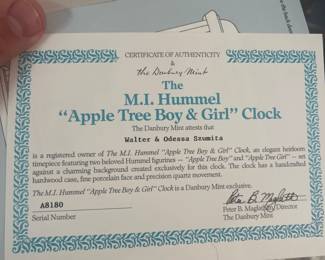 CERTIFICATE OF AUTHENTICITY
&
the Danbury Mint
The
M.I. Hummel
“Apple Tree Boy & Girl” Clock
The Danbury Mint attests that
Walter & Odessa Szumita
is a registered owner of The M.I. Hummel “Apple Tree Boy & Girl” Clock, an elegant heirloom
timepiece featuring two beloved Hummel figurines — “Apple Tree Boy” and “Apple Tree Girl” — set
against a charming background created exclusively for this clock. The clock has a handcrafted
hardwood case, fine porcelain face and precision quartz movement.
The M.I. Hummel “Apple Tree Boy & Girl” Clock is a Danbury Mint exclusive.
A8180
Serial Number
Peter B. Maglathlin, Director
The Danbury Mint